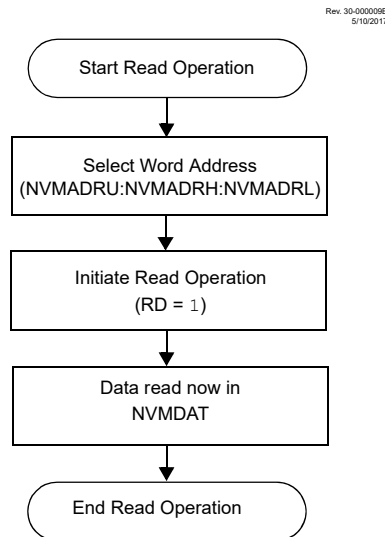 Rev. 30-000009B
5/10/2017
Start Read Operation
Select Word Address
(NVMADRU:NVMADRH:NVMADRL)
Initiate Read Operation
(RD = 1)
Data read now in
NVMDAT
End Read Operation